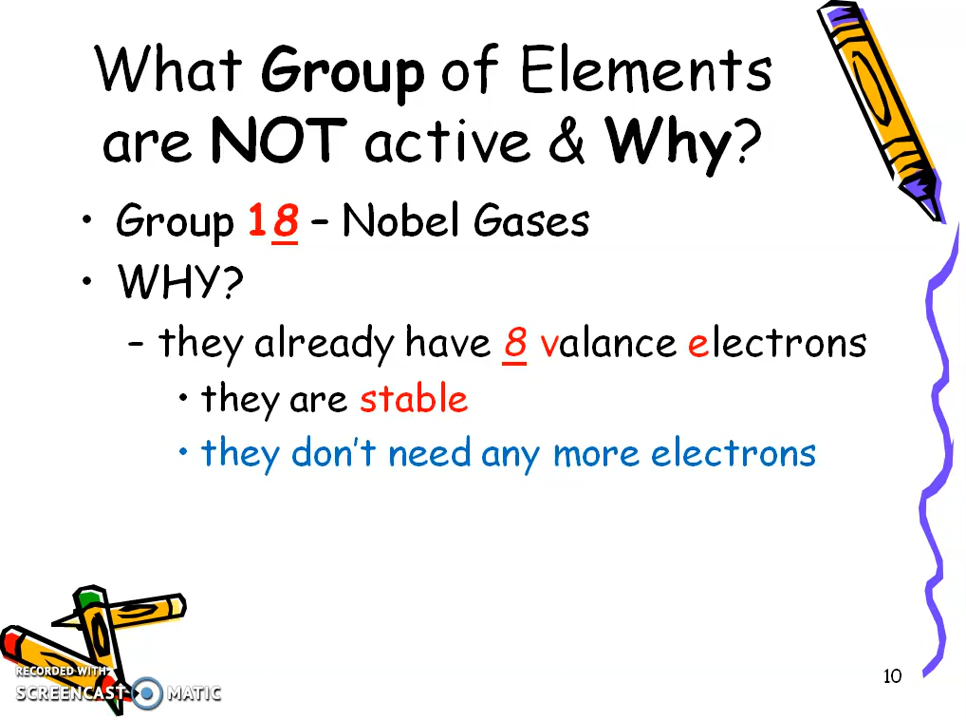 What Group of Elements
are NOT active & Why?
• Group 18 – Nobel Gases
• WHY?
– they already have 8 valance electrons
• they are stable
• they don't need any more electrons
RECORDED WITH
SCREENCAST MATIC
10